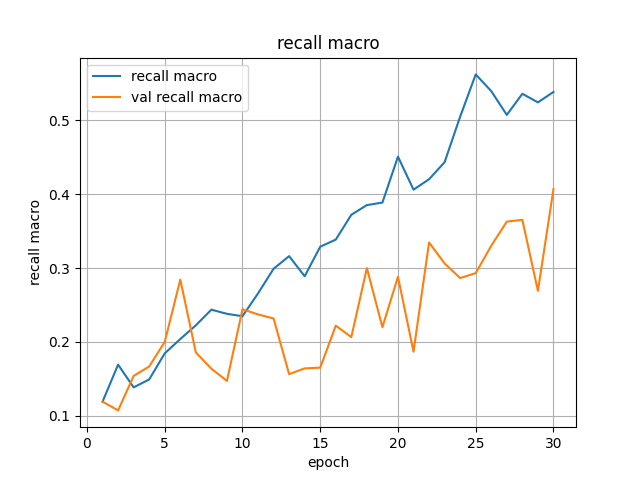 recall macro
recall macro
val recall macro
recall macro
0.5
0.4
0.3
0.2
0.1
0 5 10 15 20 25 30
epoch